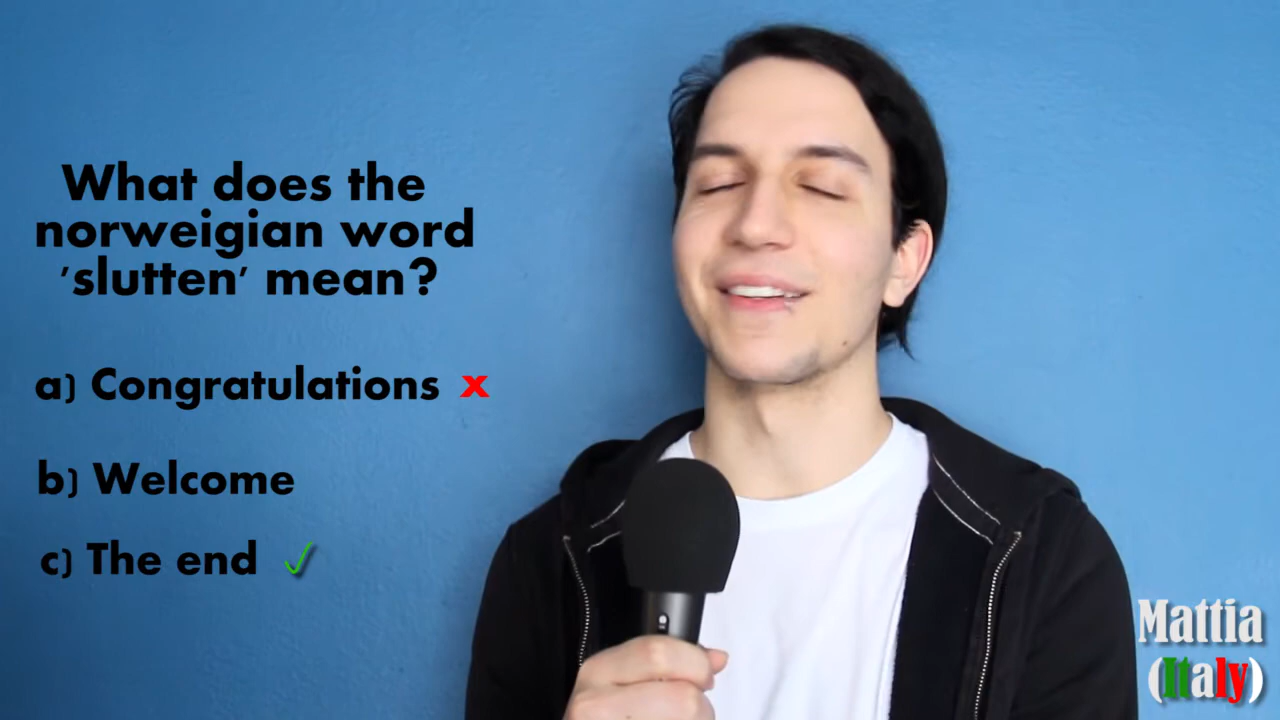 What does the
norweigian word
'slutten' mean?
a) Congratulations x
b) Welcome
c) The end ✓
Mattia
(Italy)